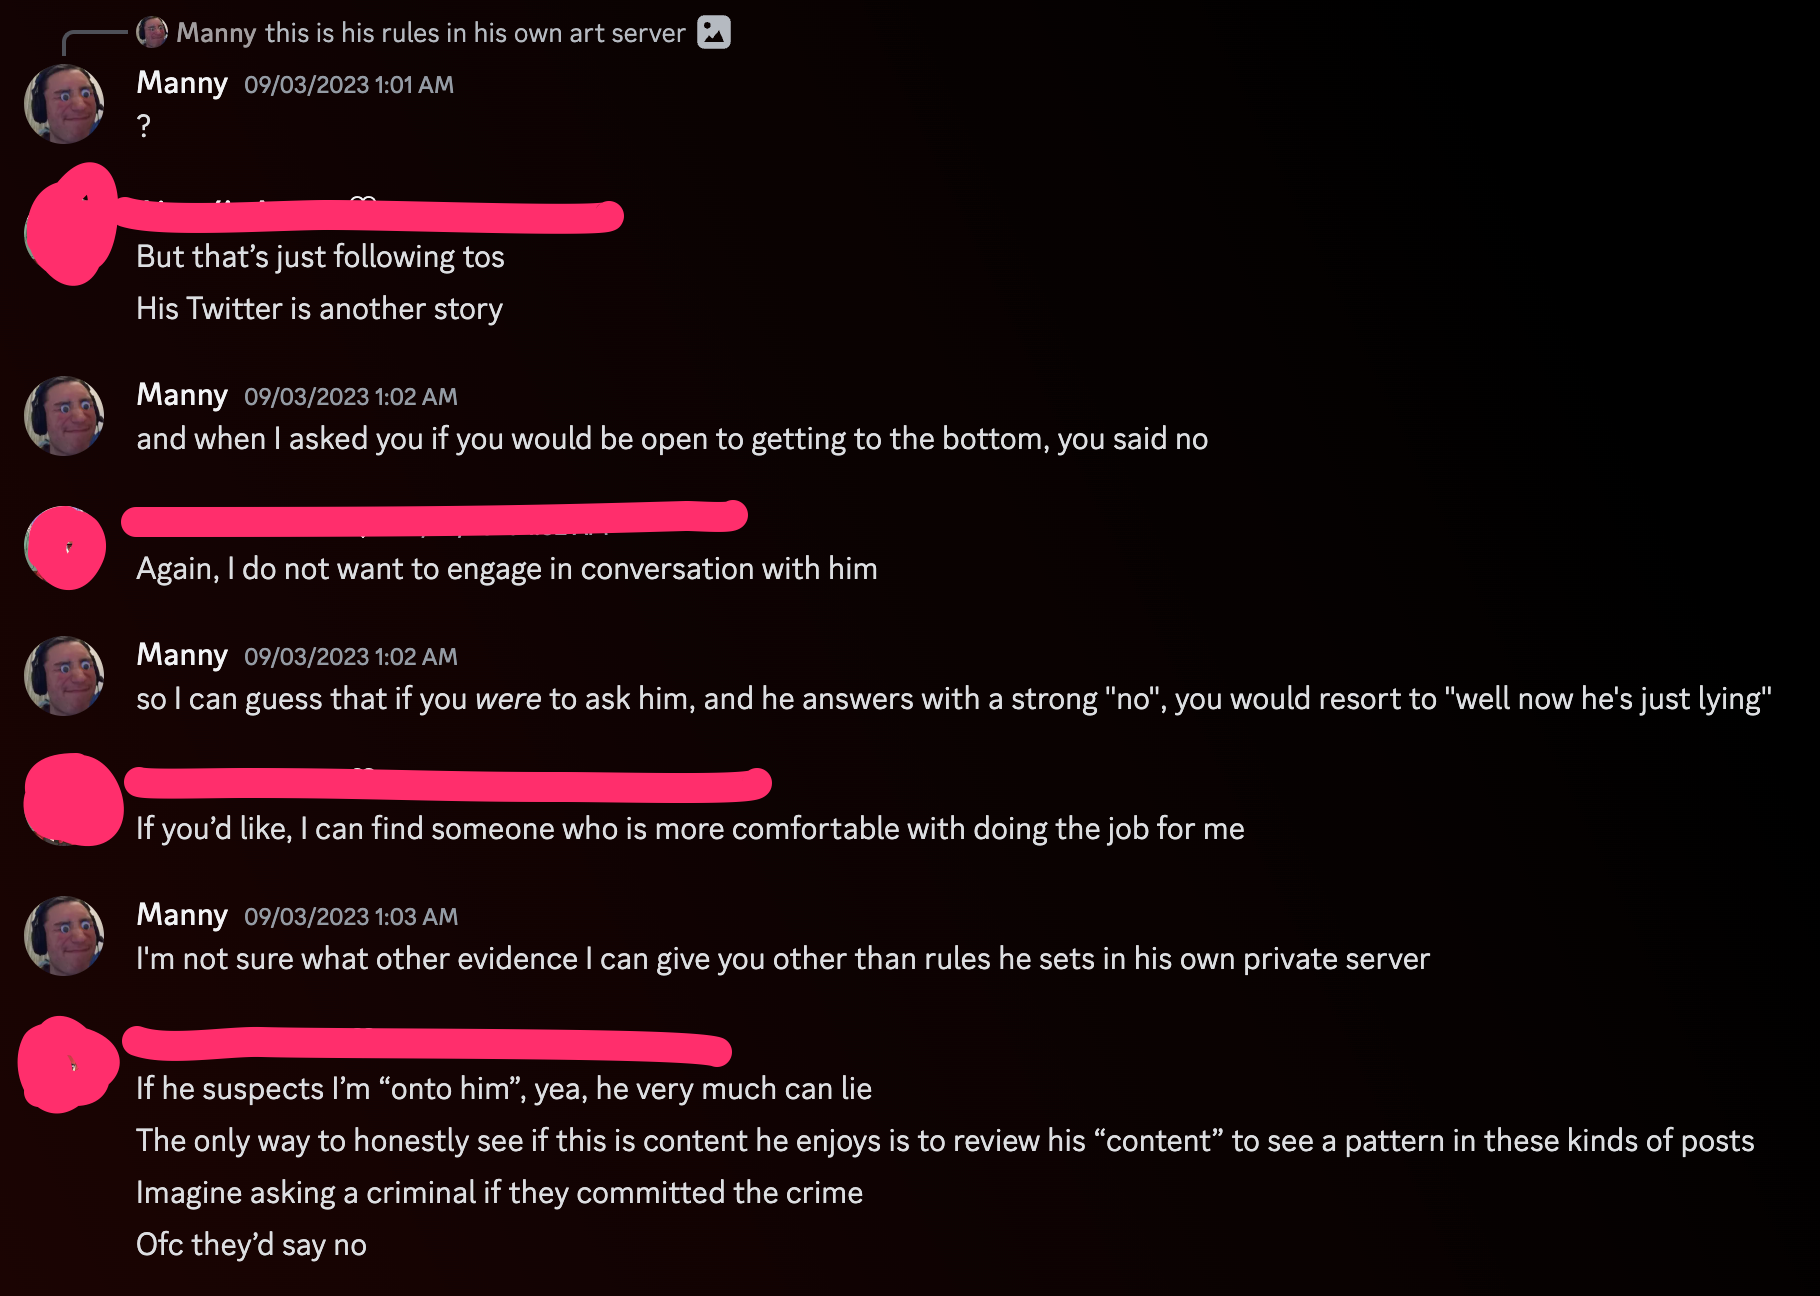 Manny this is his rules in his own art server
Manny 09/03/2023 1:01 AM
?
But that’s just following tos
His Twitter is another story
Manny 09/03/2023 1:02 AM
and when I asked you if you would be open to getting to the bottom, you said no
Again, I do not want to engage in conversation with him
Manny 09/03/2023 1:02 AM
so I can guess that if you were to ask him, and he answers with a strong "no", you would resort to "well now he's just lying"
If you’d like, I can find someone who is more comfortable with doing the job for me
Manny 09/03/2023 1:03 AM
I'm not sure what other evidence I can give you other than rules he sets in his own private server
If he suspects I’m “onto him”, yea, he very much can lie
The only way to honestly see if this is content he enjoys is to review his “content” to see a pattern in these kinds of posts
Imagine asking a criminal if they committed the crime
Ofc they’d say no